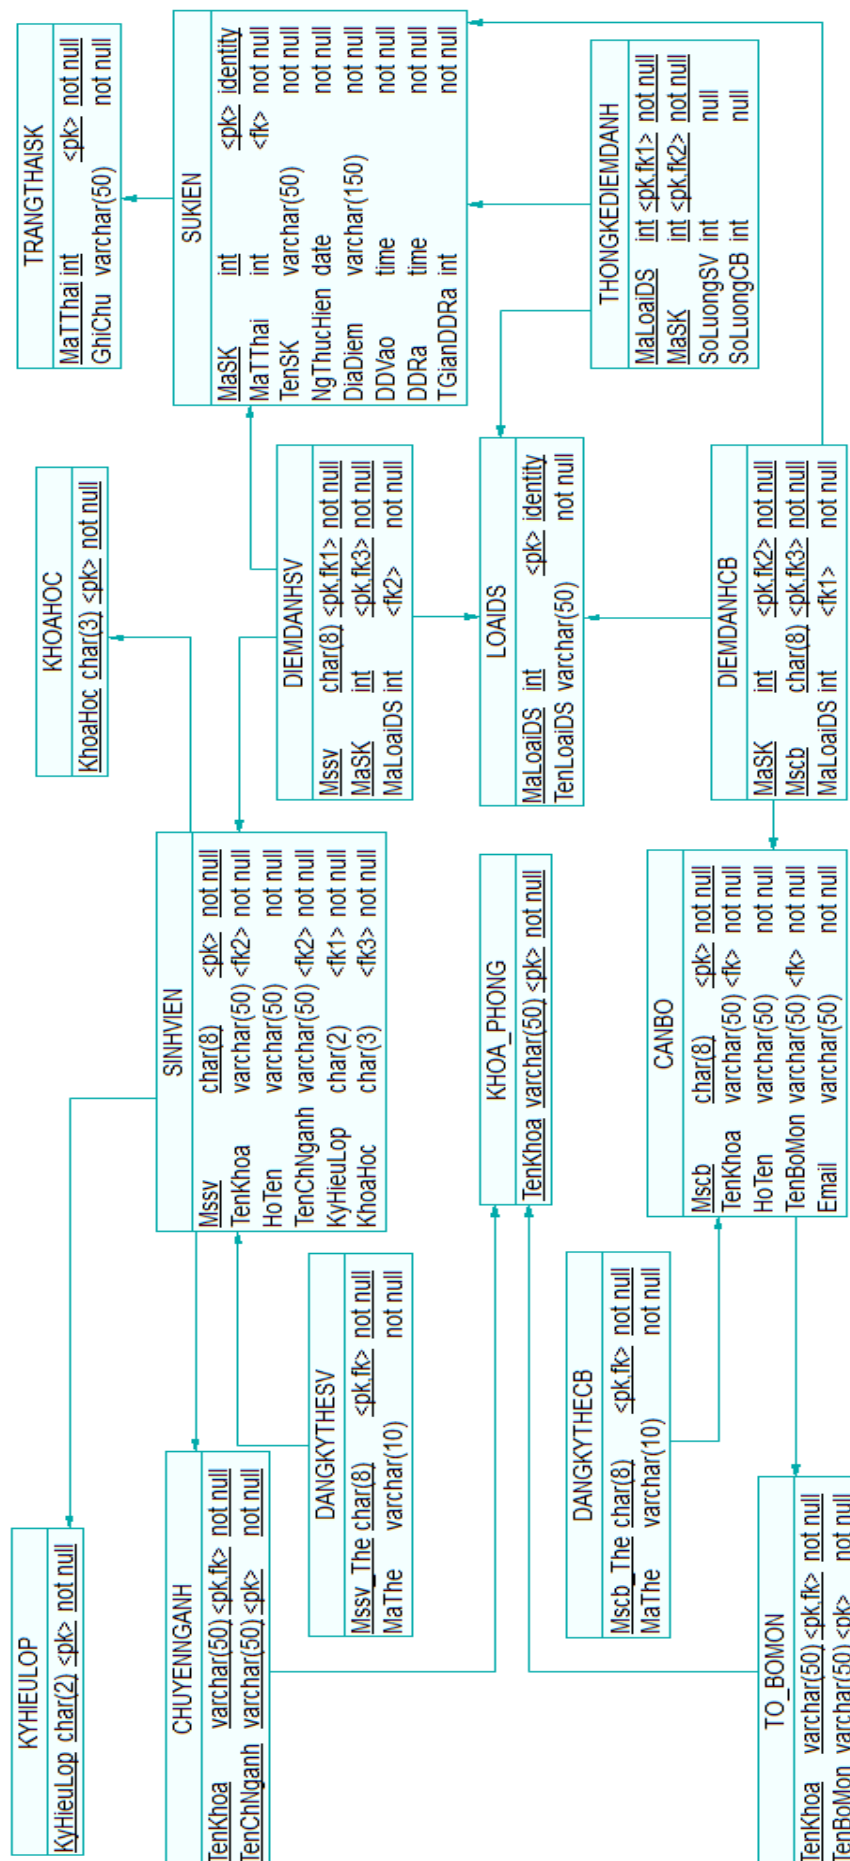 KYHIEULOP
KyHieuLop char(2) <pk> not null
KHOAHOC
KhoaHoc char(3) <pk> not null
TRANGTHAISK
MaTThai int <pk> not null
GhiChu varchar(50) not null
CHUYENNGANH
TenKhoa varchar(50) <pk,fk> not null
TenChNganh varchar(50) <pk> not null
SINHVIEN
Mssv char(8) <pk> not null
TenKhoa varchar(50) <fk2> not null
HoTen varchar(50) not null
TenChNganh varchar(50) <fk2> not null
KyHieuLop char(2) <fk1> not null
KhoaHoc char(3) <fk3> not null
SUKIEN
MaSK int <pk> identity
MaTThai int <fk> not null
TenSK varchar(50) not null
NgThucHien date not null
DiaDiem varchar(150) not null
DDVao time not null
DDRa time not null
TGianDDRa int not null
DANGKYTHESV
Mssv_The char(8) <pk,fk> not null
MaThe varchar(10) not null
DIEMDANHSV
Mssv char(8) <pk,fk1> not null
MaSK int <pk,fk3> not null
MaLoaiDS int <fk2> not null
KHOA_PHONG
TenKhoa varchar(50) <pk> not null
LOAIDS
MaLoaiDS int <pk> identity
TenLoaiDS varchar(50) not null
THONGKEDIEMDANH
MaLoaiDS int <pk,fk1> not null
MaSK int <pk,fk2> not null
SoLuongSV int null
SoLuongCB int null
DANGKYTHECB
Mscb_The char(8) <pk,fk> not null
MaThe varchar(10) not null
CANBO
Mscb char(8) <pk> not null
TenKhoa varchar(50) <fk> not null
HoTen varchar(50) not null
TenBoMon varchar(50) <fk> not null
Email varchar(50) not null
DIEMDANHCB
MaSK int <pk,fk2> not null
Mscb char(8) <pk,fk3> not null
MaLoaiDS int <fk1> not null
TO_BOMON
TenKhoa varchar(50) <pk,fk> not null
TenBoMon varchar(50) <pk> not null